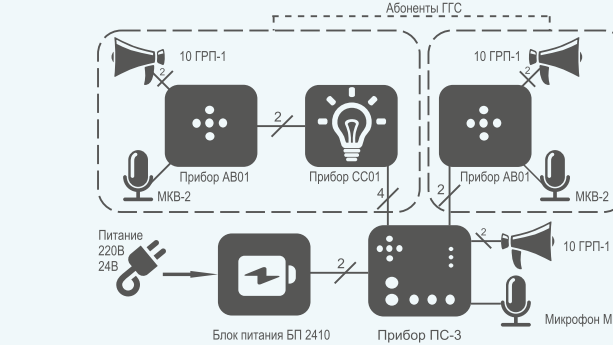 Абоненты ГГС
10 ГРП-1
10 ГРП-1
2
2
2
Прибор АВ01
Прибор СС01
Прибор АВ01
МКВ-2
4
2
МКВ-2
Питание
220В
24В
2
2
10 ГРП-1
Блок питания БП 2410
Прибор ПС-3
Микрофон М